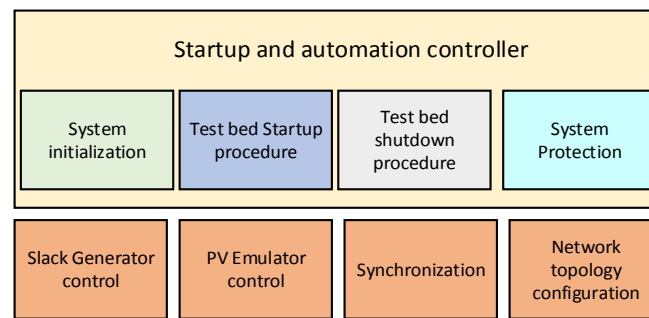 Startup and automation controller
System
initialization
Test bed Startup
procedure
Test bed
shutdown
procedure
System
Protection
Slack Generator
control
PV Emulator
control
Synchronization
Network
topology
configuration